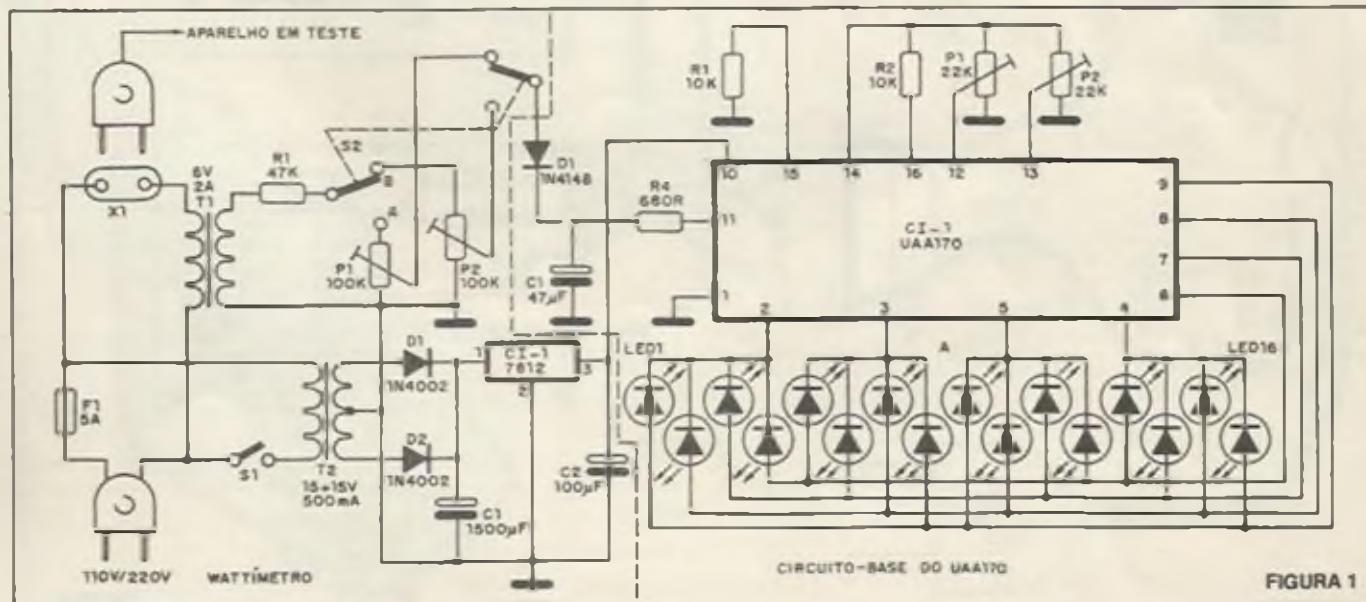 APARELHO EM TESTE
X1
6V
2A
T1
R1
47K
S2
B
A
P1
100K
P2
100K
D1
1N4148
C1
47µF
R4
680R
R1
10K
R2
10K
P1
22K
P2
22K
10
15
14
16
12
13
11
1
CI-1
UAA170
9
8
7
6
2
3
5
4
LED1
A
LED16
F1
5A
S1
T2
15+15V
500mA
D1
1N4002
D2
1N4002
1
CI-1
7812
2
3
C1
1500µF
C2
100µF
110V/220V
WATTÍMETRO
CIRCUITO-BASE DO UAA170
FIGURA 1